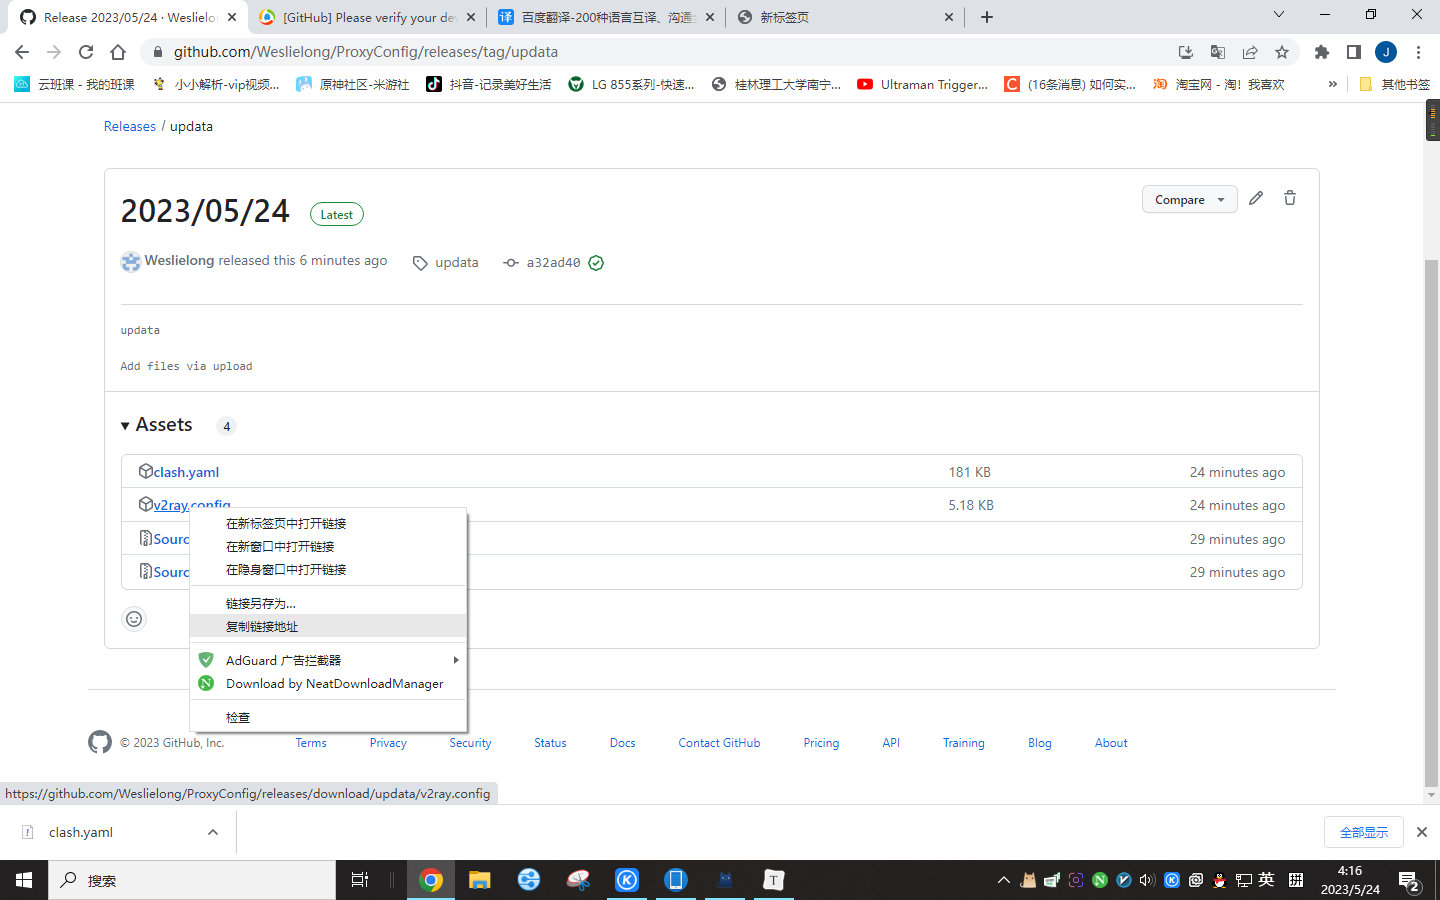 Release 2023/05/24 · Weslielon
[GitHub] Please verify your dev
百度翻译-200种语言互译、沟通全
新标签页
github.com/Weslielong/ProxyConfig/releases/tag/updata
J
云班课 - 我的班课
小小解析-vip视频...
原神社区-米游社
抖音-记录美好生活
LG 855系列-快速...
桂林理工大学南宁...
Ultraman Trigger...
(16条消息) 如何实...
淘宝网 - 淘！我喜欢
»
其他书签
Releases / updata
2023/05/24 Latest
Compare
Weslielong released this 6 minutes ago updata a32ad40
updata
Add files via upload
Assets 4
clash.yaml 181 KB 24 minutes ago
v2ray.config 5.18 KB 24 minutes ago
Sourc 29 minutes ago
Sourc 29 minutes ago
在新标签页中打开链接
在新窗口中打开链接
在隐身窗口中打开链接
链接另存为...
复制链接地址
AdGuard 广告拦截器
Download by NeatDownloadManager
检查
© 2023 GitHub, Inc. Terms Privacy Security Status Docs Contact GitHub Pricing API Training Blog About
https://github.com/Weslielong/ProxyConfig/releases/download/updata/v2ray.config
clash.yaml
全部显示
搜索
英
拼
4:16
2023/5/24
2